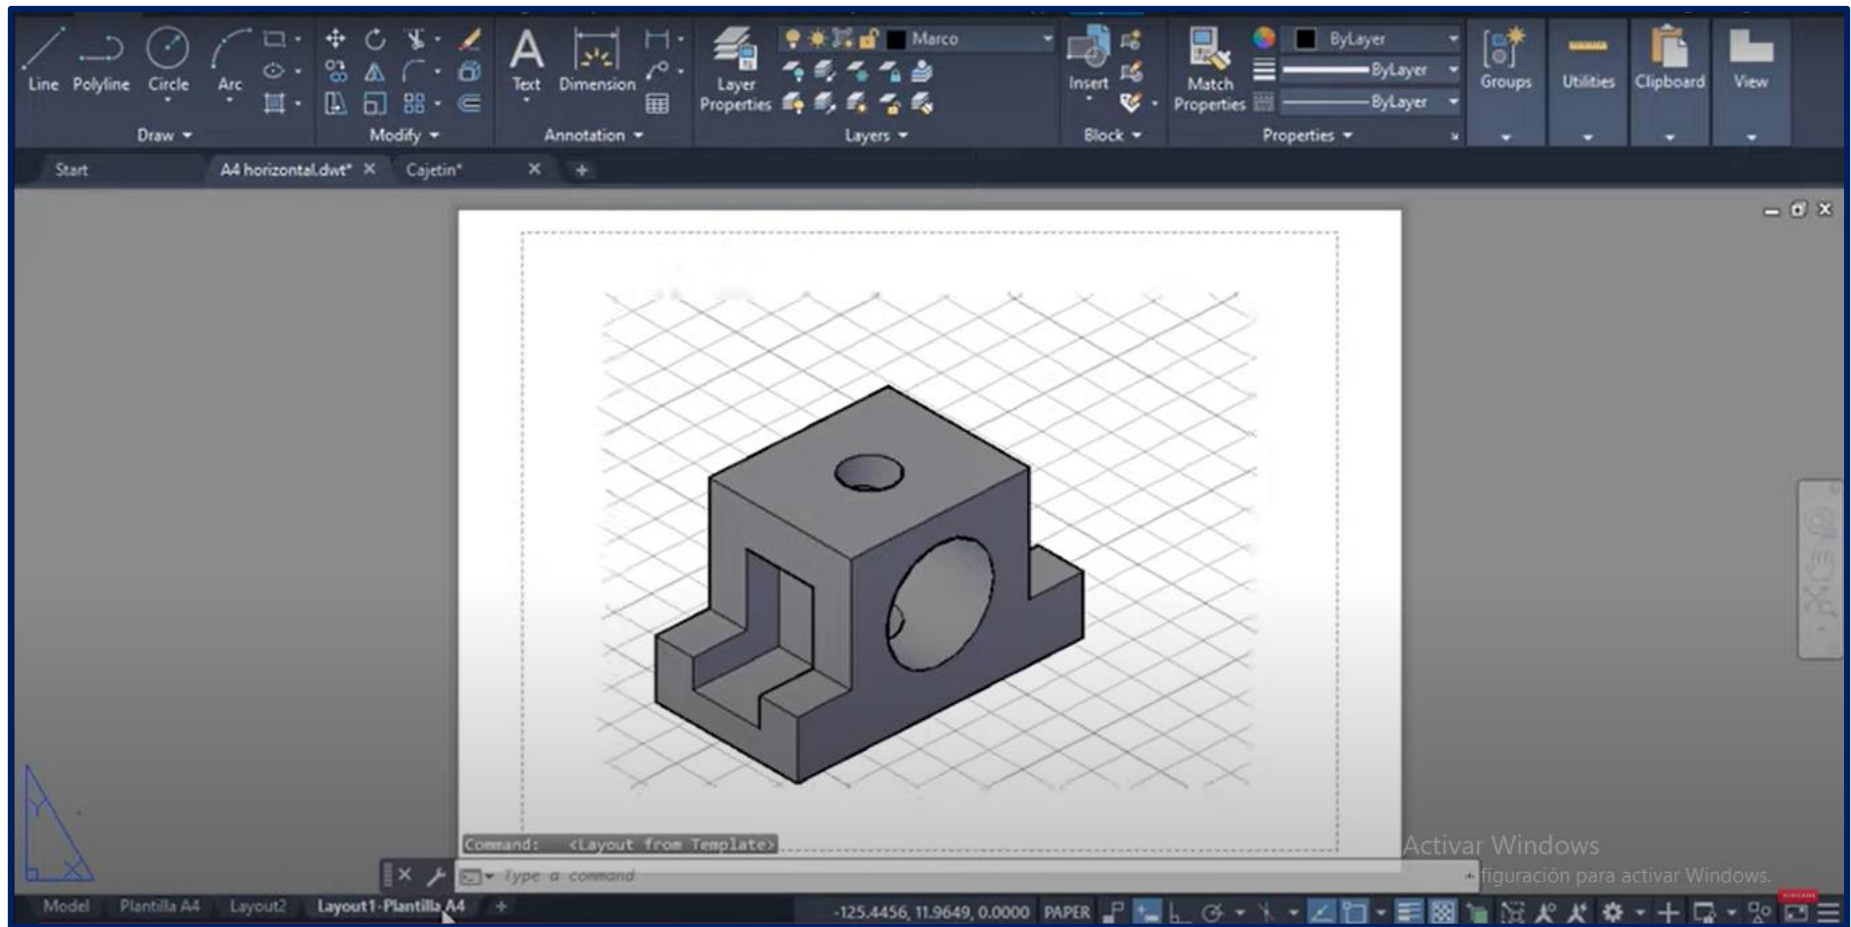 Marco
ByLayer
Line Polyline Circle Arc
Text Dimension
Layer Properties
Insert
Match Properties
ByLayer
ByLayer
Groups Utilities Clipboard View
Draw Modify Annotation Layers Block Properties
Start A4 horizontal.dwt* Cajetin*
Y
X
Command: <Layout from Template>
Type a command
Activar Windows
figuración para activar Windows.
Model Plantilla A4 Layout2 Layout1-Plantilla A4
-125.4456, 11.9649, 0.0000 PAPER